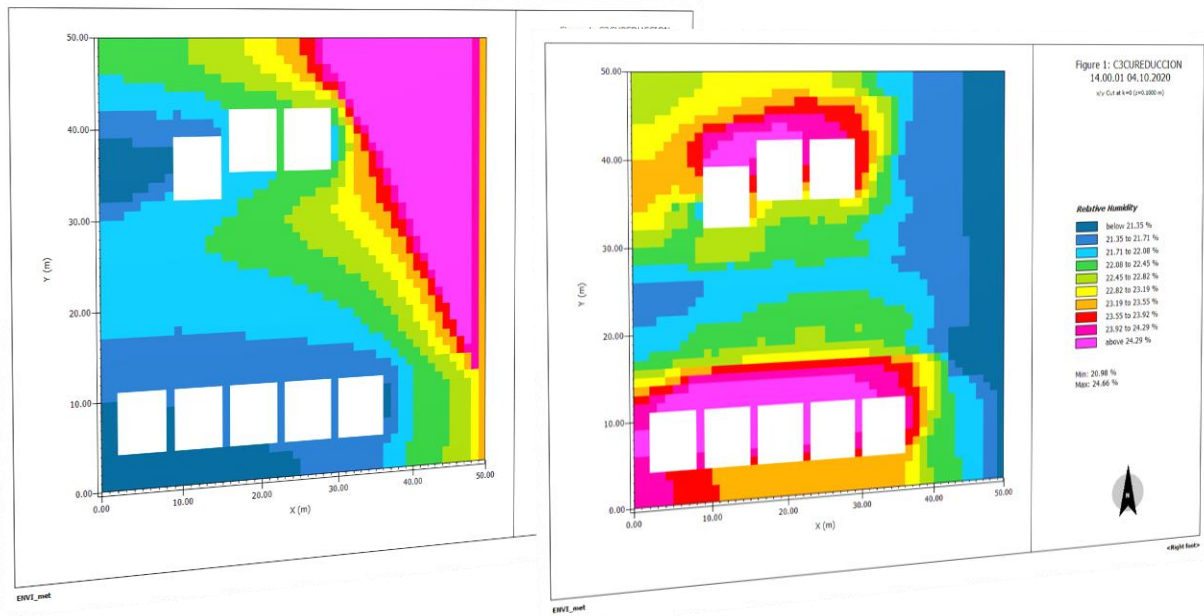 Figure 1: C3CUREDUCCION
50.00
40.00
30.00
20.00
10.00
0.00
Y (m)
0.00
10.00
20.00
30.00
40.00
50.00
X (m)
ENVI_met
50.00
40.00
30.00
20.00
10.00
0.00
Y (m)
0.00
10.00
20.00
30.00
40.00
50.00
X (m)
Figure 1: C3CUREDUCCION
14.00.01 04.10.2020
x/y Cut at k=0 (z=0.1000 m)
Relative Humidity
below 21.35 %
21.35 to 21.71 %
21.71 to 22.08 %
22.08 to 22.45 %
22.45 to 22.82 %
22.82 to 23.19 %
23.19 to 23.55 %
23.55 to 23.92 %
23.92 to 24.29 %
above 24.29 %
Min: 20.98 %
Max: 24.66 %
N
<Right foot>
ENVI_met